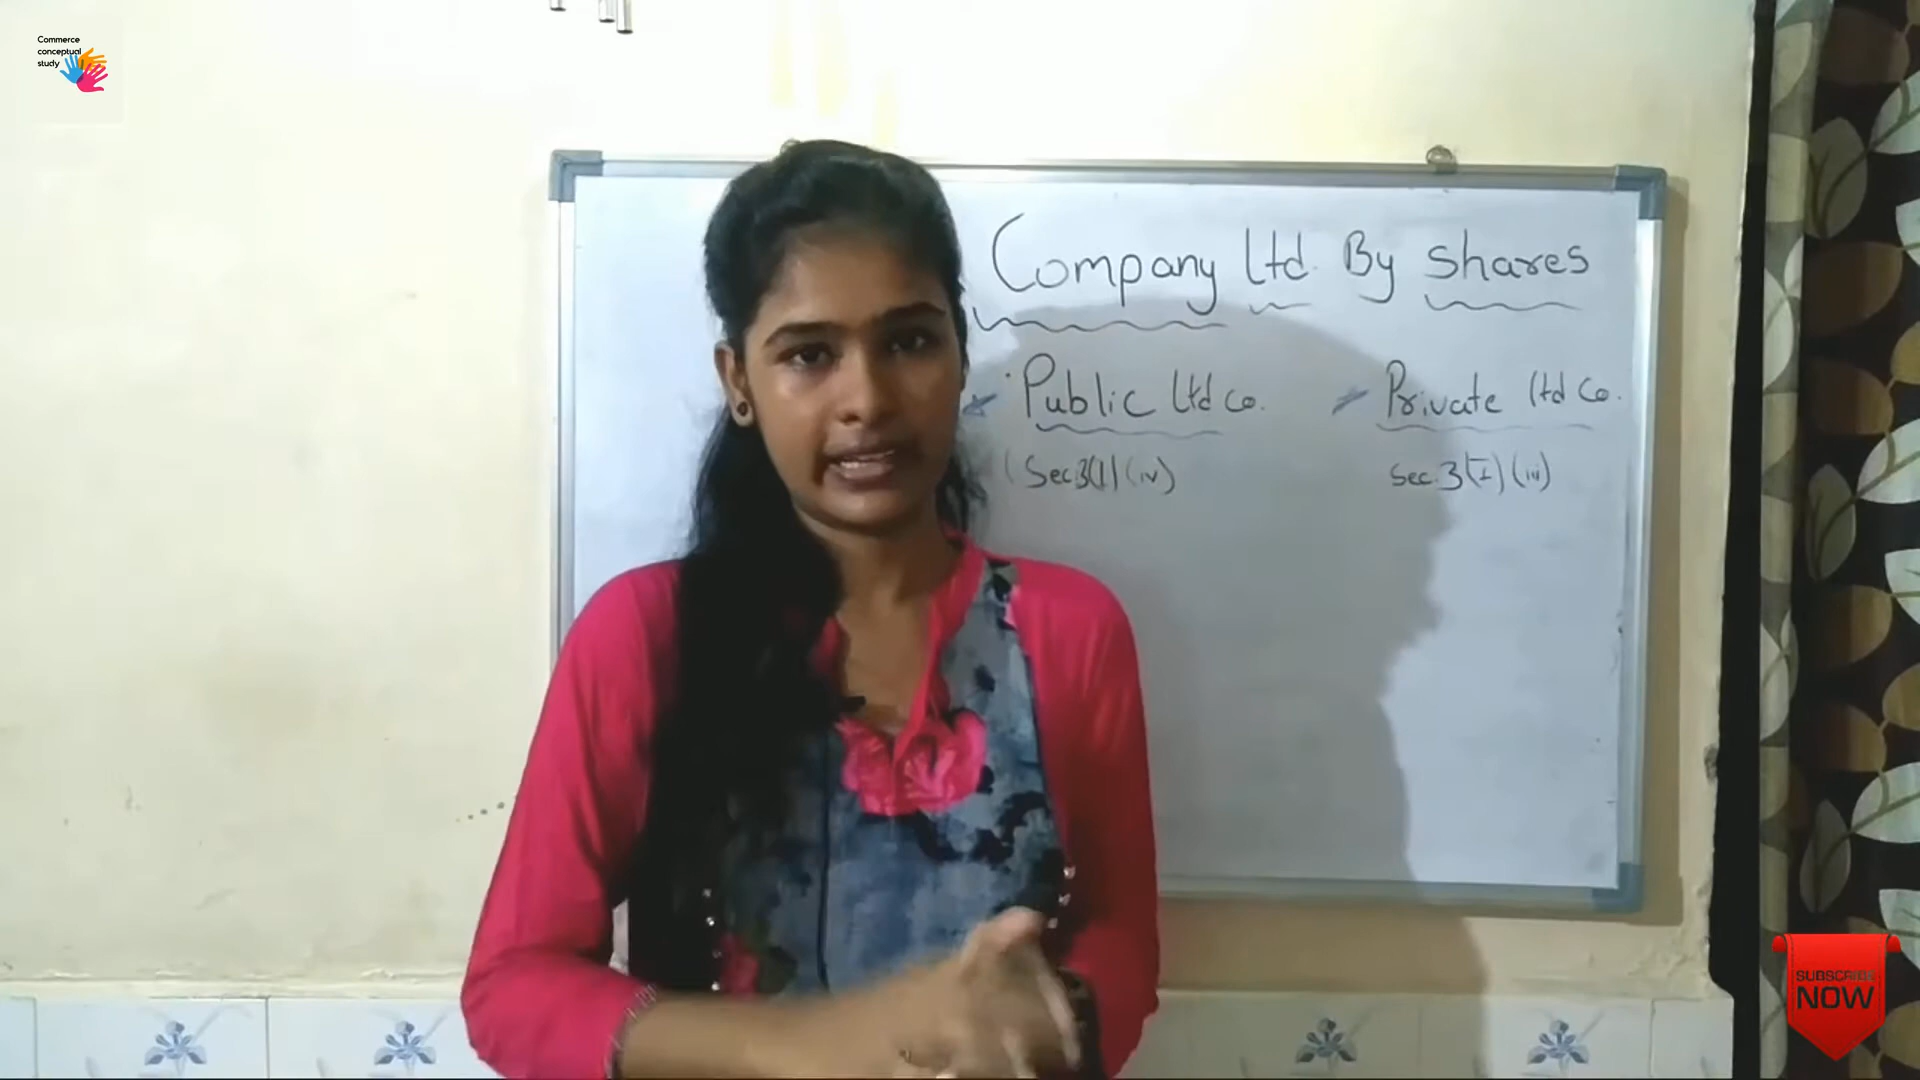 Commerce
conceptual
study
Company Ltd. By Shares
Public Ltd Co.
Private Ltd Co.
(Sec.3(1)(iv)
Sec.3(I)(iii)
SUBSCRIBE
NOW